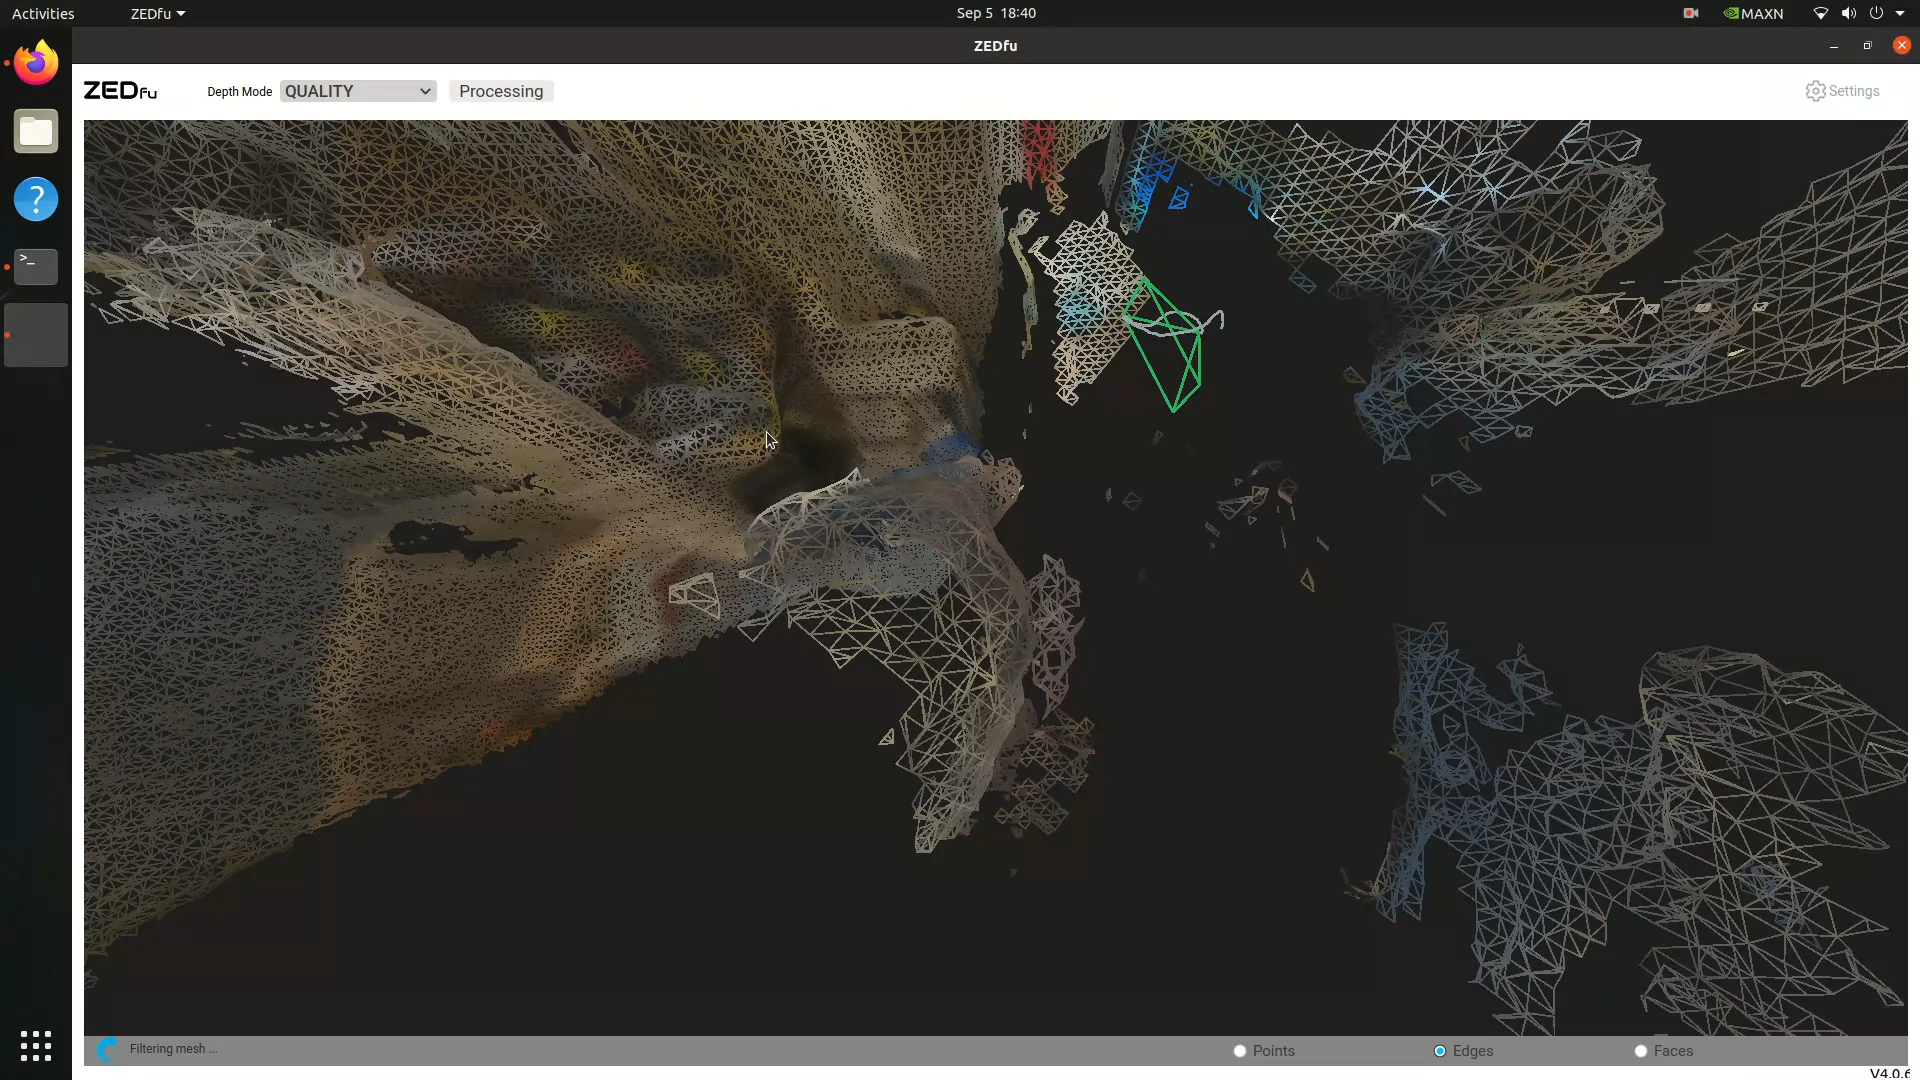 Activities
ZEDfu
Sep 5 18:40
MAXN
ZEDfu
ZEDfu
Depth Mode
QUALITY
Processing
Settings
Filtering mesh ...
Points
Edges
Faces
V4.0.6